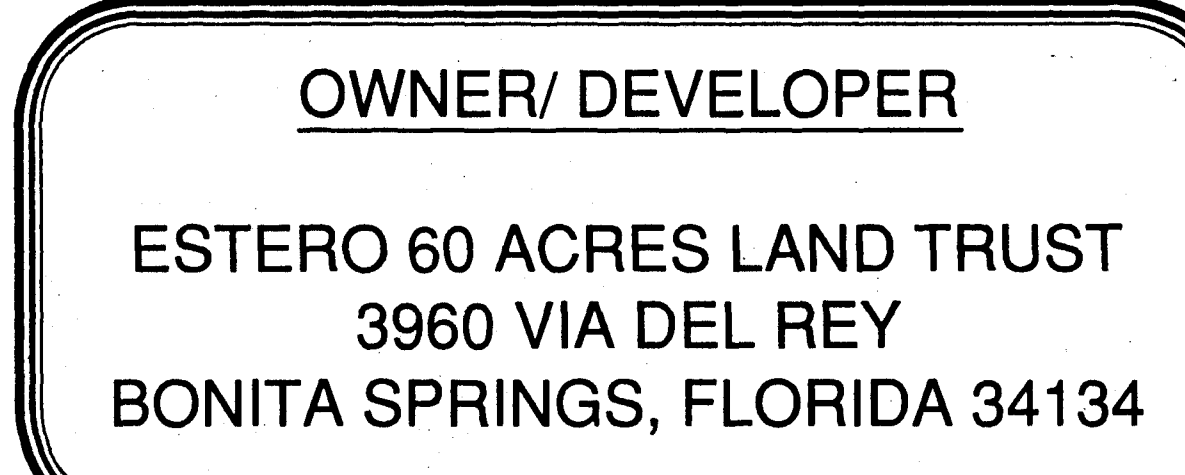 OWNER/ DEVELOPER
ESTERO 60 ACRES LAND TRUST
3960 VIA DEL REY
BONITA SPRINGS, FLORIDA 34134